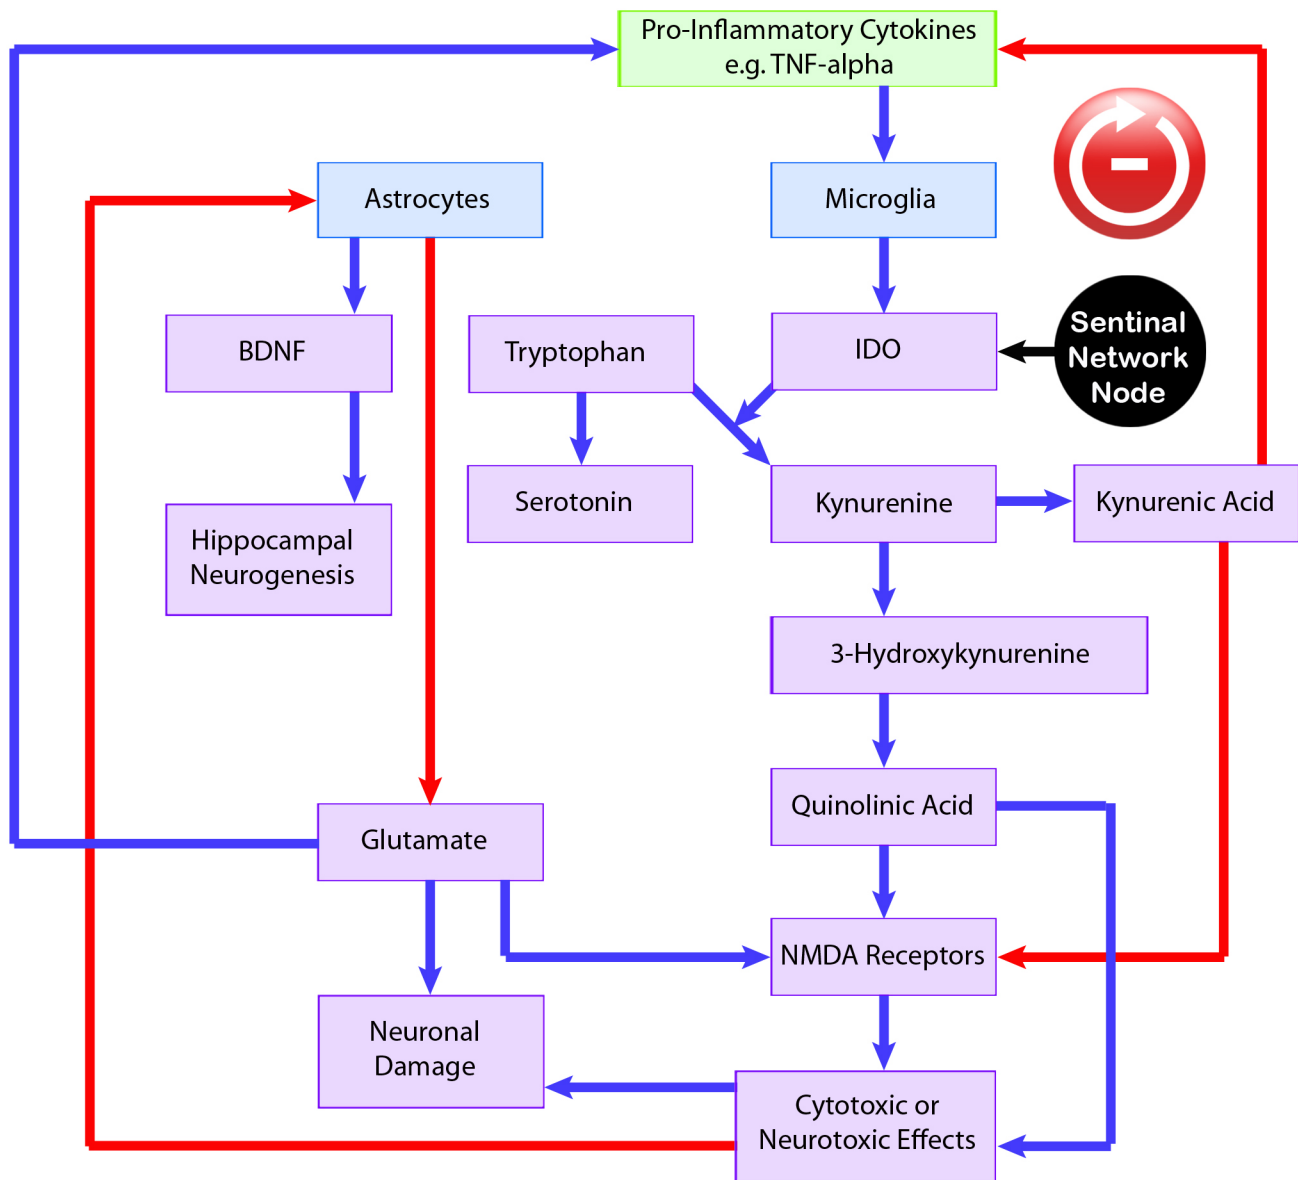 Pro-Inflammatory Cytokines
e.g. TNF-alpha
Astrocytes
Microglia
BDNF
Tryptophan
IDO
Sentinal
Network
Node
Serotonin
Kynurenine
Kynurenic Acid
Hippocampal
Neurogenesis
3-Hydroxykynurenine
Quinolinic Acid
Glutamate
NMDA Receptors
Neuronal
Damage
Cytotoxic or
Neurotoxic Effects